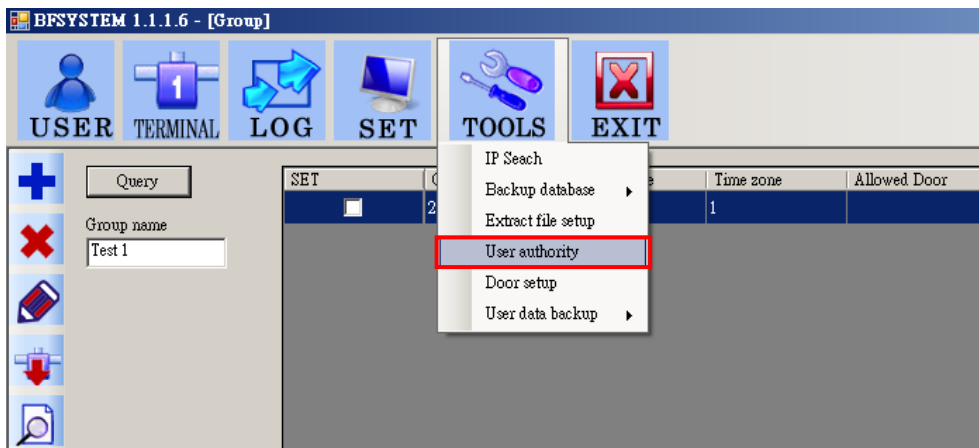 BFSYSTEM 1.1.1.6 - [Group]
USER TERMINAL LOG SET TOOLS EXIT
1
IP Seach
Backup database
Extract file setup
User authority
Door setup
User data backup
Query
Group name
Test 1
SET Time zone Allowed Door
2 1